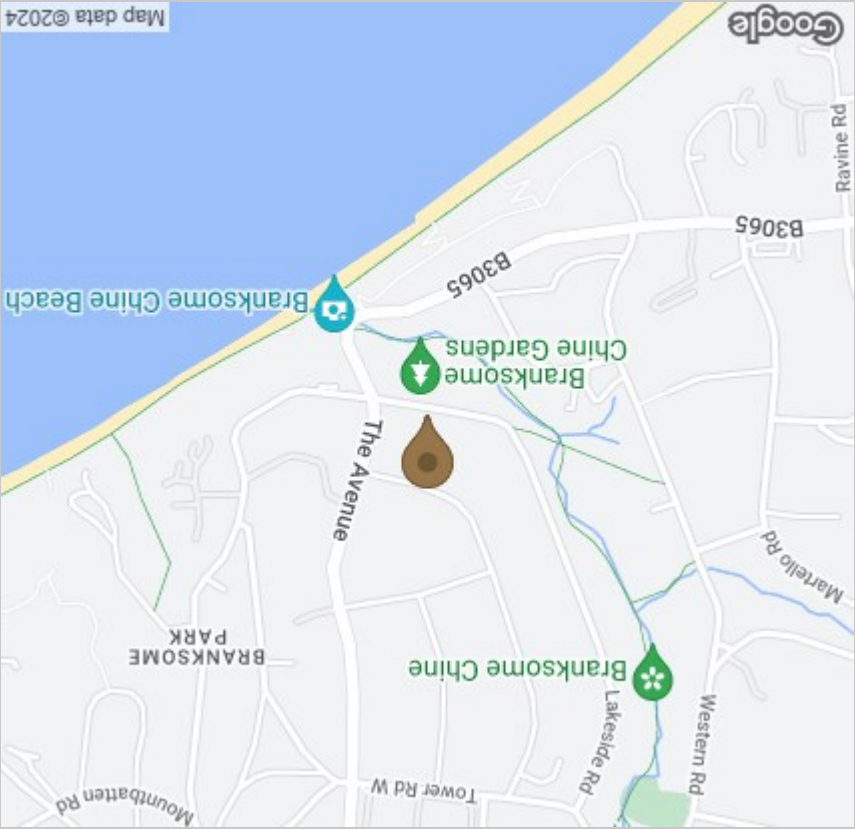 Mountbatten Rd
Tower Rd W
Lakeside Rd
Western Rd
BRANKSOME
PARK
Branksome Chine
Martello Rd
The Avenue
Branksome
Chine Gardens
Branksome Chine Beach
B3065
B3065
Ravine Rd
Google
Map data ©2024